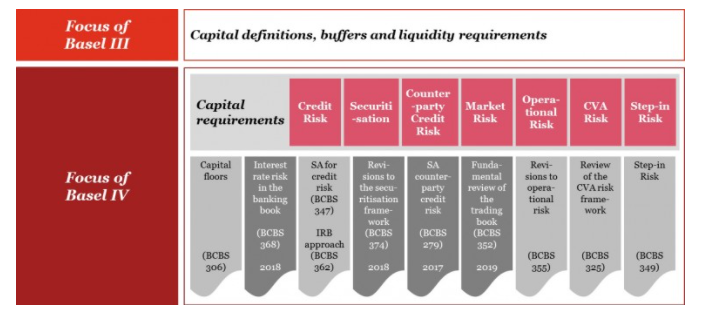 Focus of
Basel III
Capital definitions, buffers and liquidity requirements
Focus of
Basel IV
Capital
requirements
Credit
Risk
Securiti
-sation
Counter
-party
Credit
Risk
Market
Risk
Opera-
tional
Risk
CVA
Risk
Step-in
Risk
Capital
floors
(BCBS
306)
Interest
rate risk
in the
banking
book
(BCBS
368)
2018
SA for
credit
risk
(BCBS
347)
IRB
approach
(BCBS
362)
Revi-
sions to
the secu-
ritisation
frame-
work
(BCBS
374)
2018
SA
counter-
party
credit
risk
(BCBS
279)
2017
Funda-
mental
review of
the
trading
book
(BCBS
352)
2019
Revi-
sions to
opera-
tional
risk
(BCBS
355)
Review
of the
CVA risk
frame-
work
(BCBS
325)
Step-in
Risk
(BCBS
349)